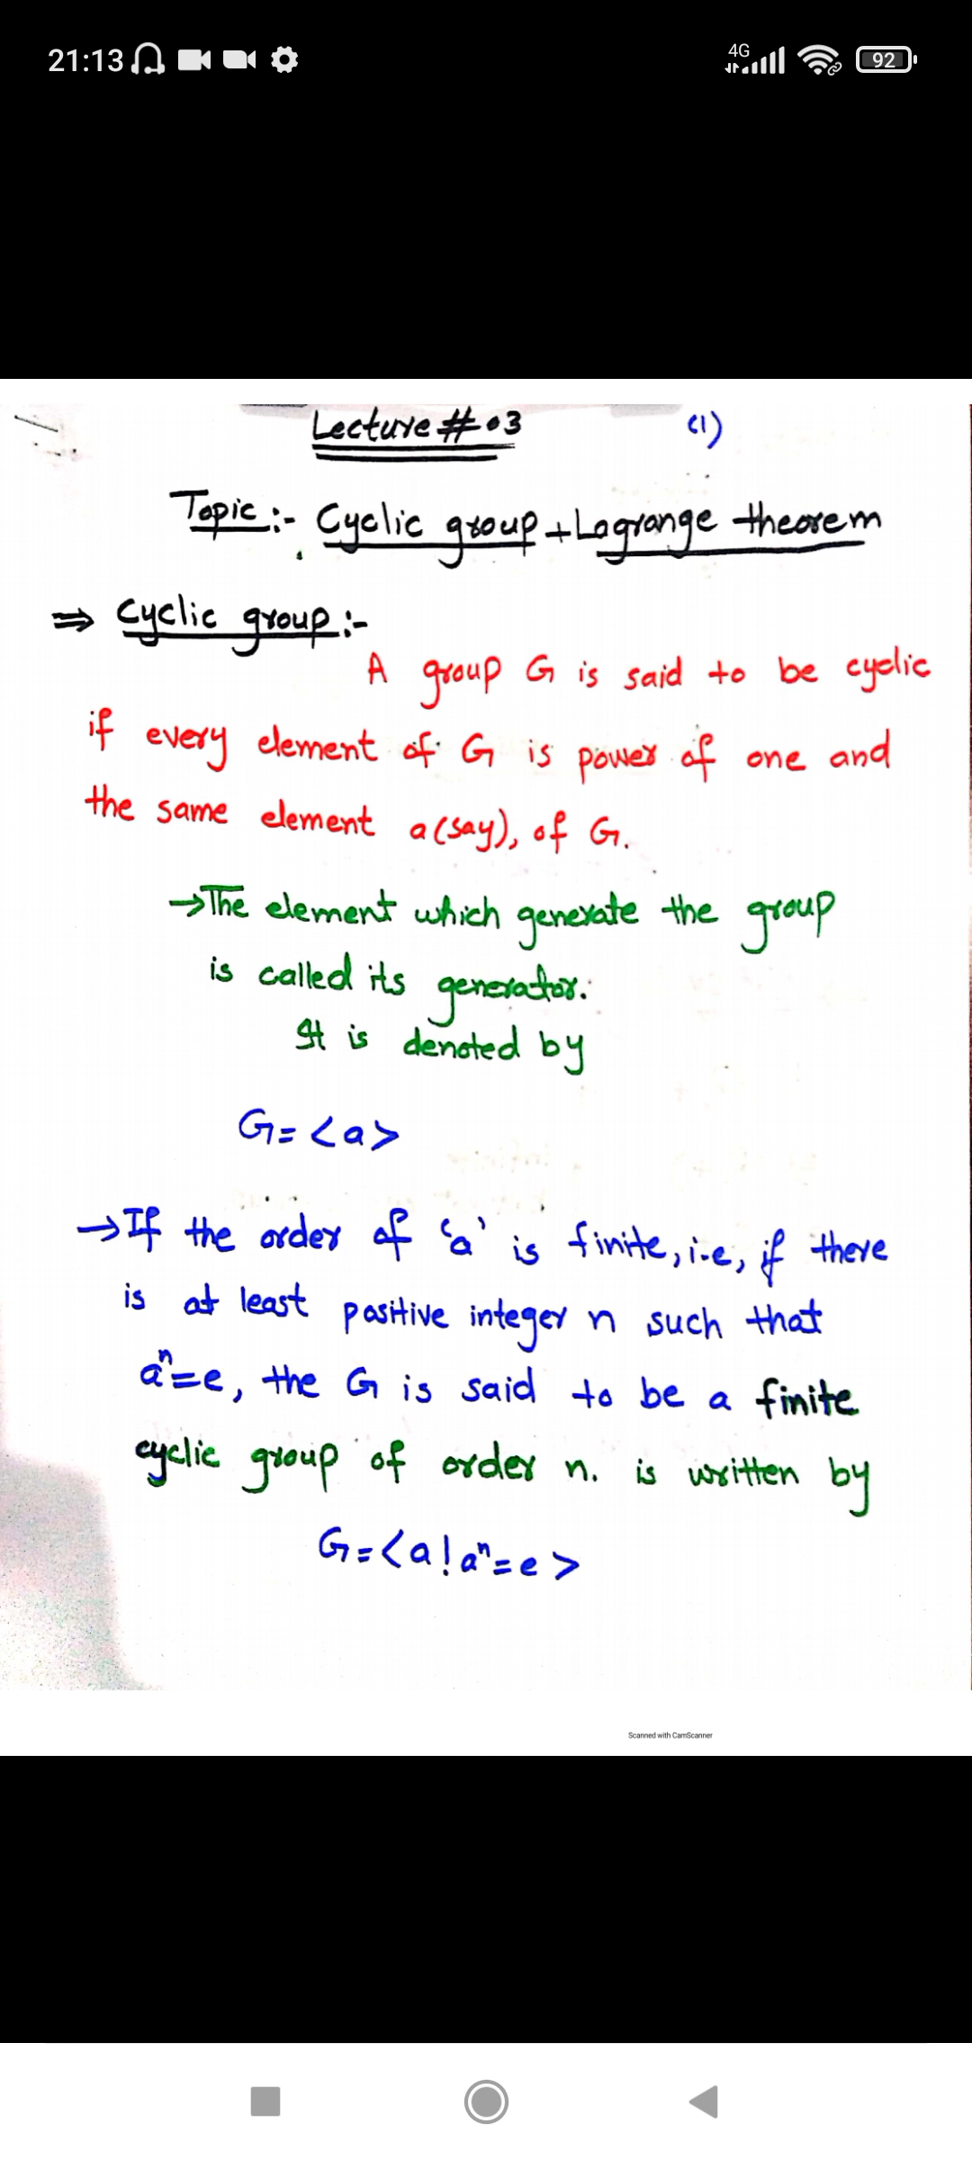 21:13 4G 92
Lecture # 03 (1)
Topic :- Cyclic group + Lagrange theorem
⇒ Cyclic group :-
A group G is said to be cyclic
if every element of G is power of one and
the same element a(say), of G.
→The element which generate the group
is called its generator.
It is denoted by
G = <a>
→If the order of 'a' is finite, i.e, if there
is at least positive integer n such that
aⁿ=e, the G is said to be a finite
cyclic group of order n. is written by
G = <a ! aⁿ = e >
Scanned with CamScanner